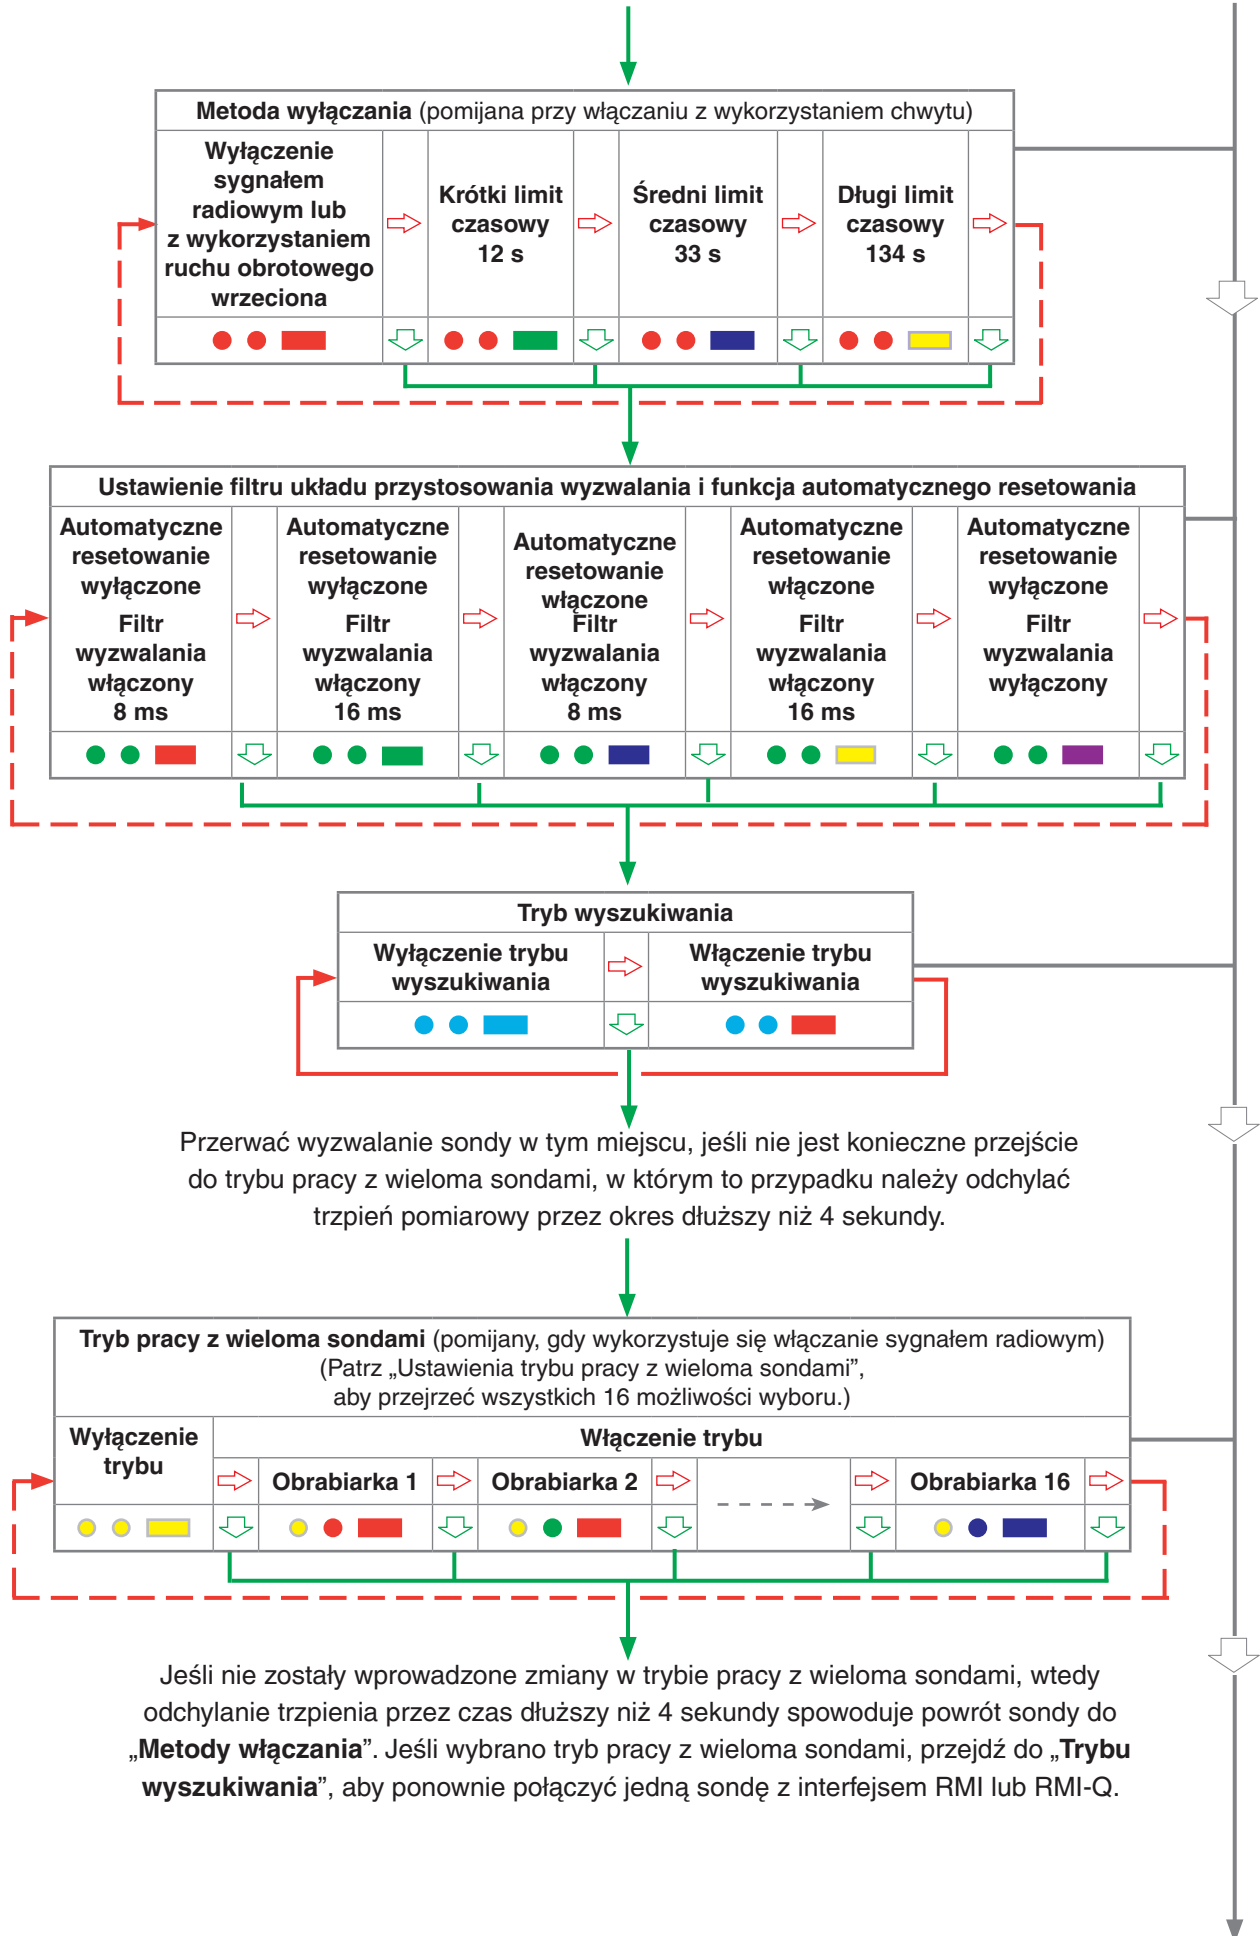 Metoda wyłączania (pomijana przy włączaniu z wykorzystaniem chwytu)
Wyłączenie
sygnałem
radiowym lub
z wykorzystaniem
ruchu obrotowego
wrzeciona
Krótki limit
czasowy
12 s
Średni limit
czasowy
33 s
Długi limit
czasowy
134 s
Ustawienie filtru układu przystosowania wyzwalania i funkcja automatycznego resetowania
Automatyczne
resetowanie
wyłączone
Filtr
wyzwalania
włączony
8 ms
Automatyczne
resetowanie
wyłączone
Filtr
wyzwalania
włączony
16 ms
Automatyczne
resetowanie
włączone
Filtr
wyzwalania
włączony
8 ms
Automatyczne
resetowanie
włączone
Filtr
wyzwalania
włączony
16 ms
Automatyczne
resetowanie
wyłączone
Filtr
wyzwalania
wyłączony
Tryb wyszukiwania
Wyłączenie trybu
wyszukiwania
Włączenie trybu
wyszukiwania
Przerwać wyzwalanie sondy w tym miejscu, jeśli nie jest konieczne przejście
do trybu pracy z wieloma sondami, w którym to przypadku należy odchylać
trzpień pomiarowy przez okres dłuższy niż 4 sekundy.
Tryb pracy z wieloma sondami (pomijany, gdy wykorzystuje się włączanie sygnałem radiowym)
(Patrz „Ustawienia trybu pracy z wieloma sondami”,
aby przejrzeć wszystkich 16 możliwości wyboru.)
Wyłączenie
trybu
Włączenie trybu
Obrabiarka 1
Obrabiarka 2
Obrabiarka 16
Jeśli nie zostały wprowadzone zmiany w trybie pracy z wieloma sondami, wtedy
odchylanie trzpienia przez czas dłuższy niż 4 sekundy spowoduje powrót sondy do
„Metody włączania”. Jeśli wybrano tryb pracy z wieloma sondami, przejdź do „Trybu
wyszukiwania”, aby ponownie połączyć jedną sondę z interfejsem RMI lub RMI-Q.